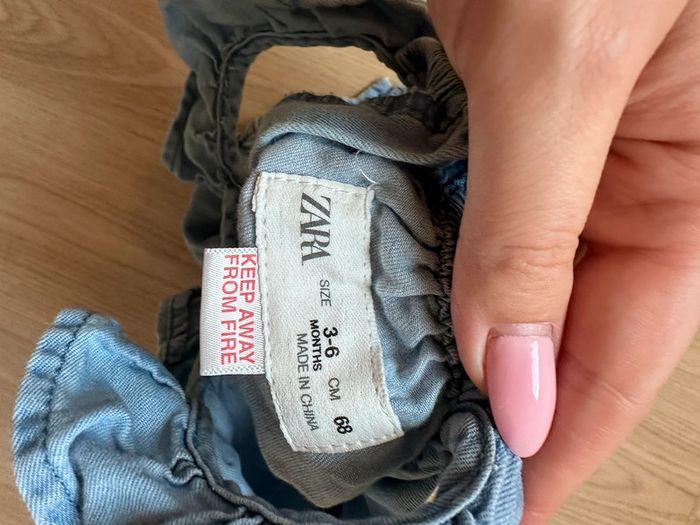 ZARA
SIZE 3-6 CM 68
MONTHS
MADE IN CHINA
KEEP AWAY
FROM FIRE